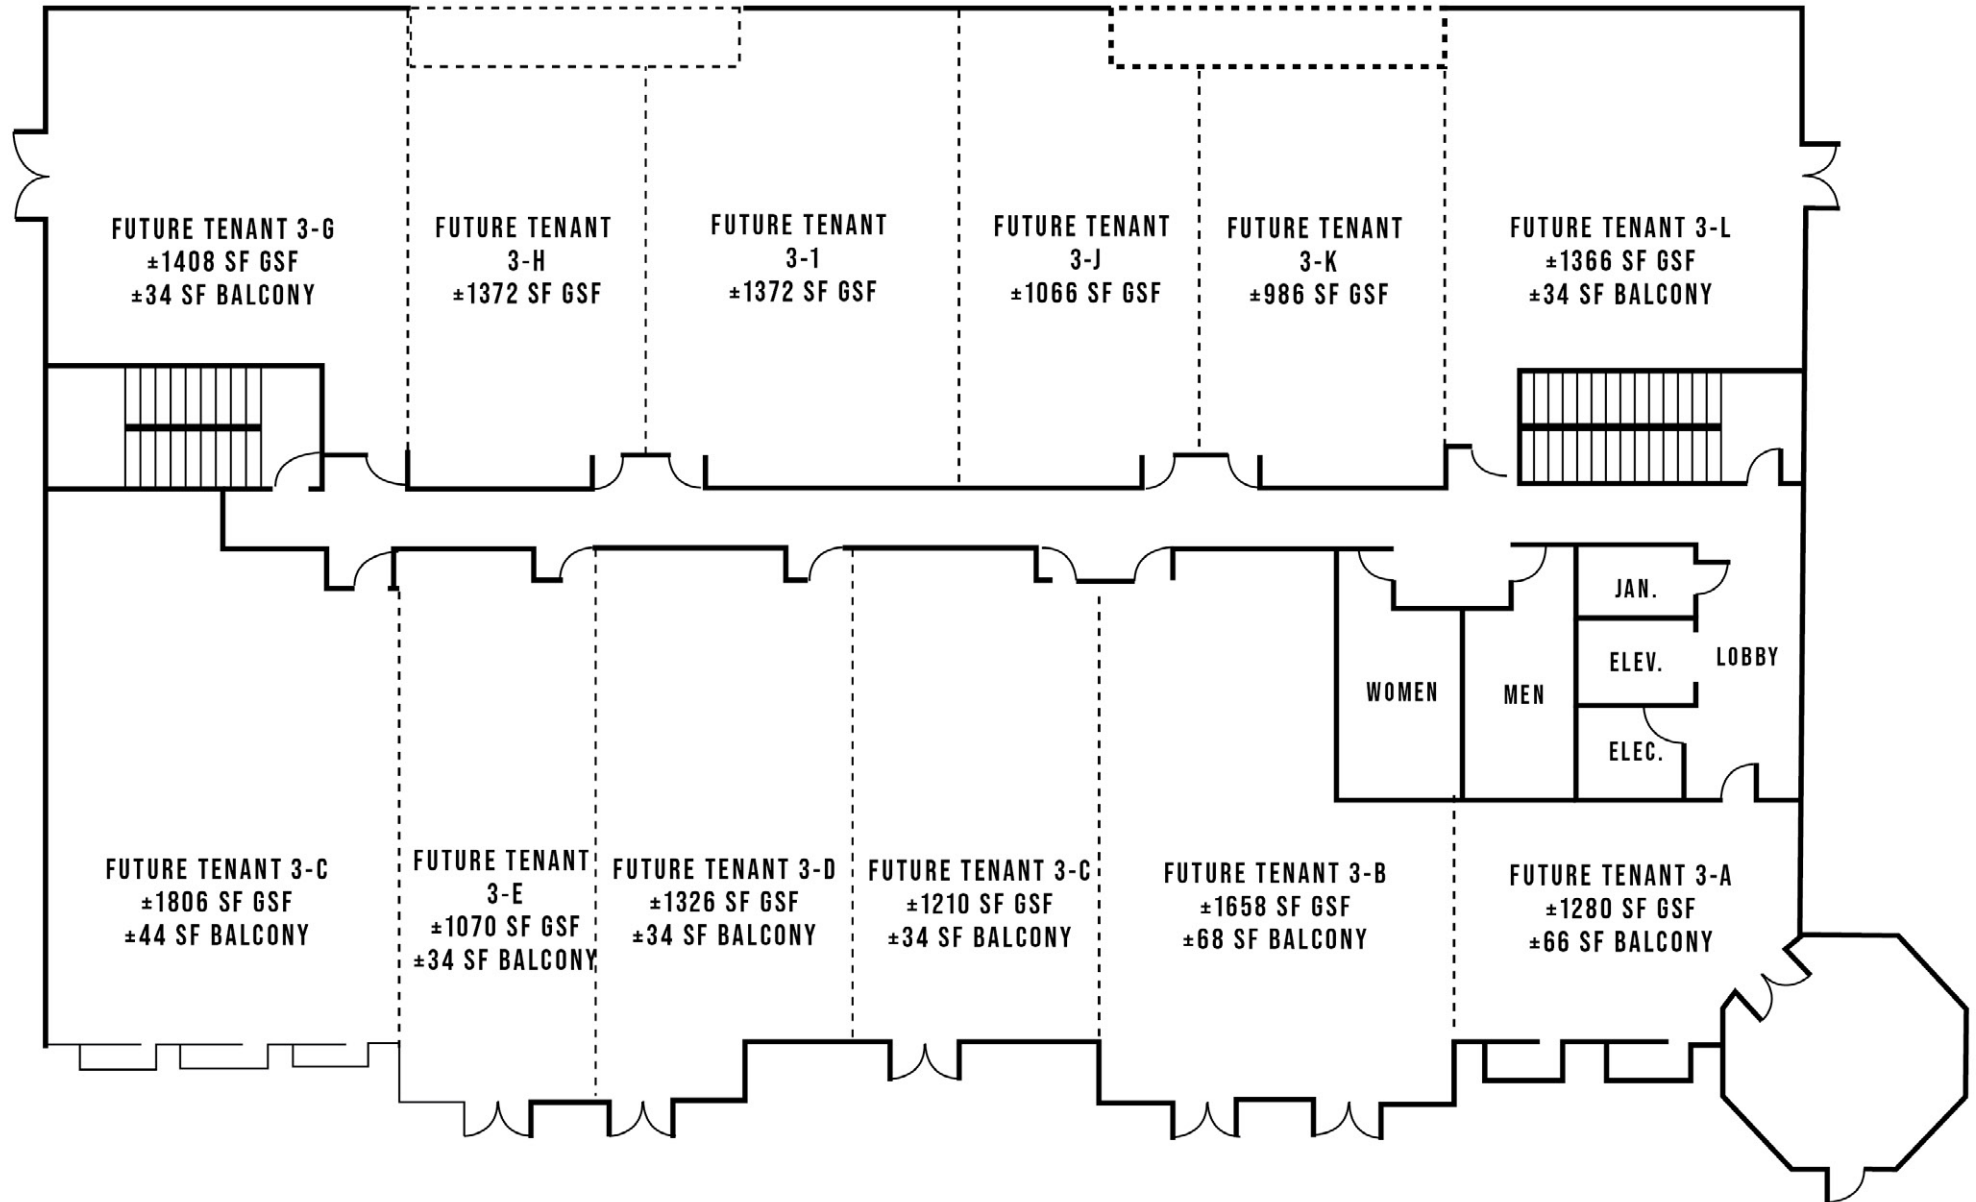 FUTURE TENANT 3-G
±1408 SF GSF
±34 SF BALCONY
FUTURE TENANT
3-H
±1372 SF GSF
FUTURE TENANT
3-1
±1372 SF GSF
FUTURE TENANT
3-J
±1066 SF GSF
FUTURE TENANT
3-K
±986 SF GSF
FUTURE TENANT 3-L
±1366 SF GSF
±34 SF BALCONY
JAN.
ELEV.
LOBBY
WOMEN
MEN
ELEC.
FUTURE TENANT 3-C
±1806 SF GSF
±44 SF BALCONY
FUTURE TENANT
3-E
±1070 SF GSF
±34 SF BALCONY
FUTURE TENANT 3-D
±1326 SF GSF
±34 SF BALCONY
FUTURE TENANT 3-C
±1210 SF GSF
±34 SF BALCONY
FUTURE TENANT 3-B
±1658 SF GSF
±68 SF BALCONY
FUTURE TENANT 3-A
±1280 SF GSF
±66 SF BALCONY